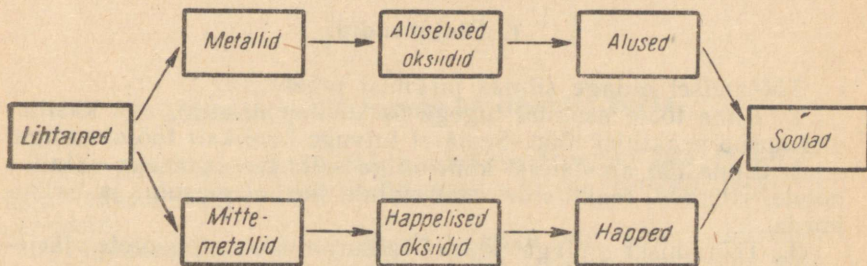 Metallid
Aluselised
oksiidid
Alused
Lihtained
Soolad
Mitte-
metallid
Happelised
oksiidid
Happed